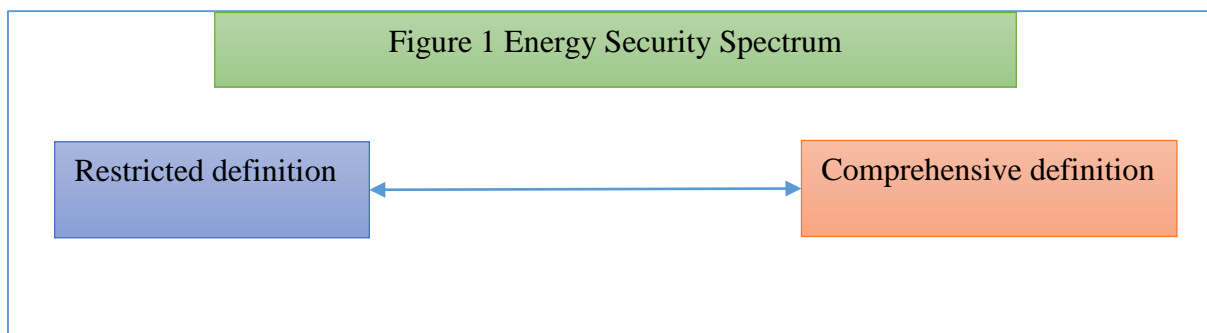 Figure 1 Energy Security Spectrum
Restricted definition
Comprehensive definition